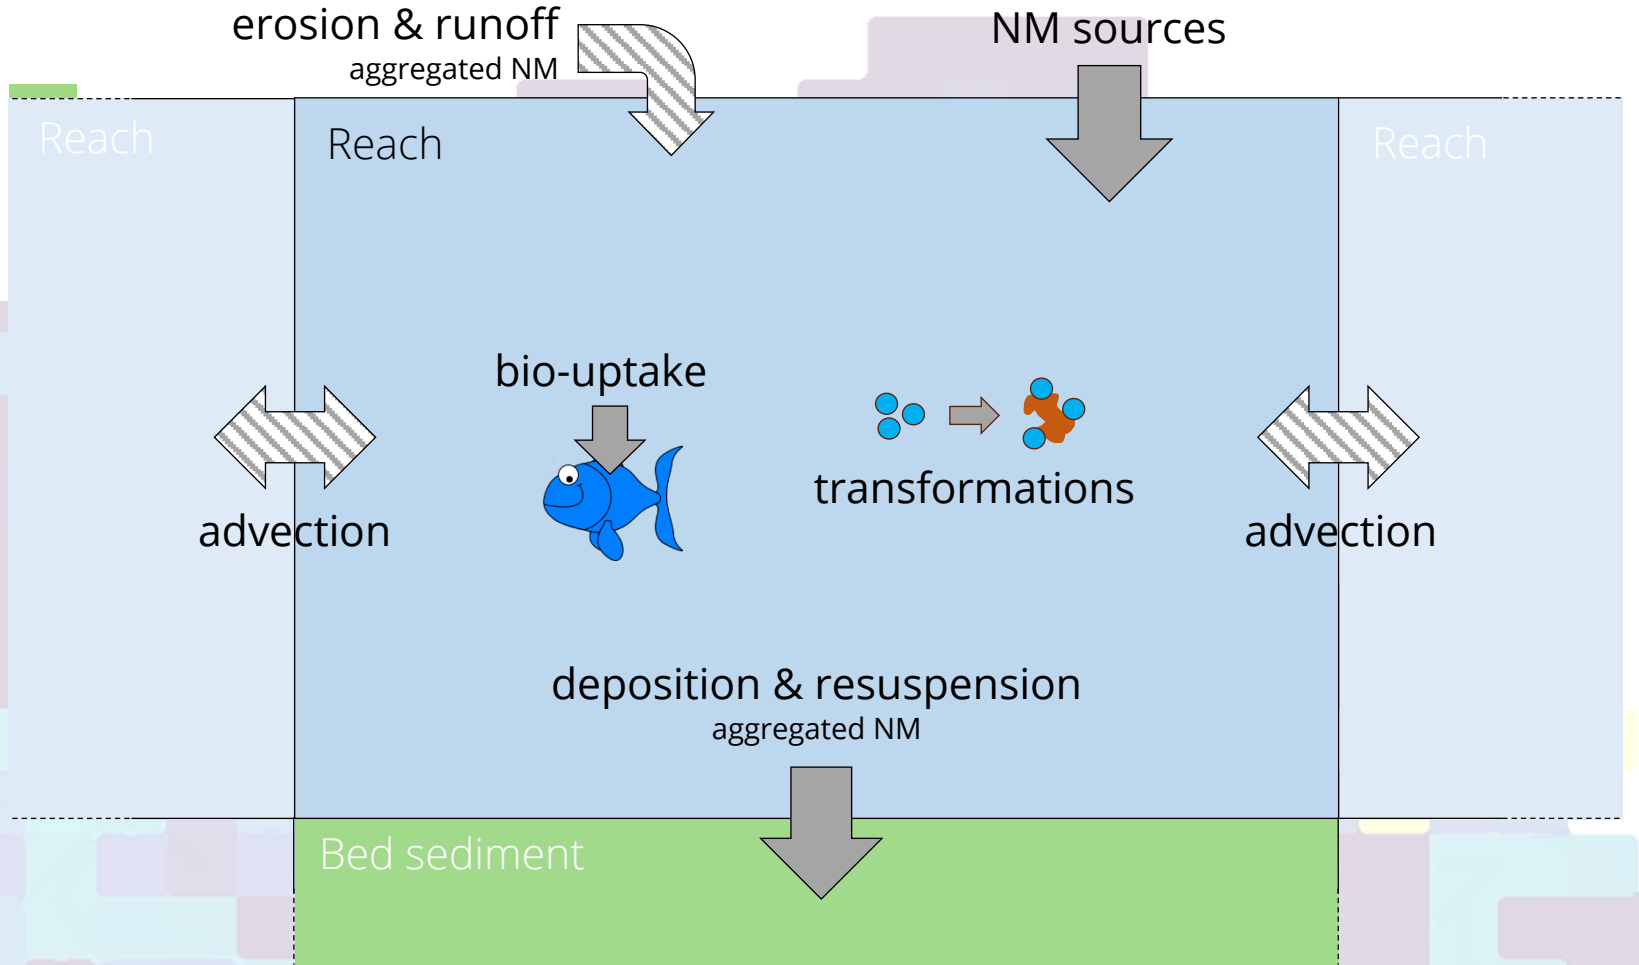 erosion & runoff
aggregated NM
NM sources
Reach
Reach
Reach
bio-uptake
transformations
advection
advection
deposition & resuspension
aggregated NM
Bed sediment